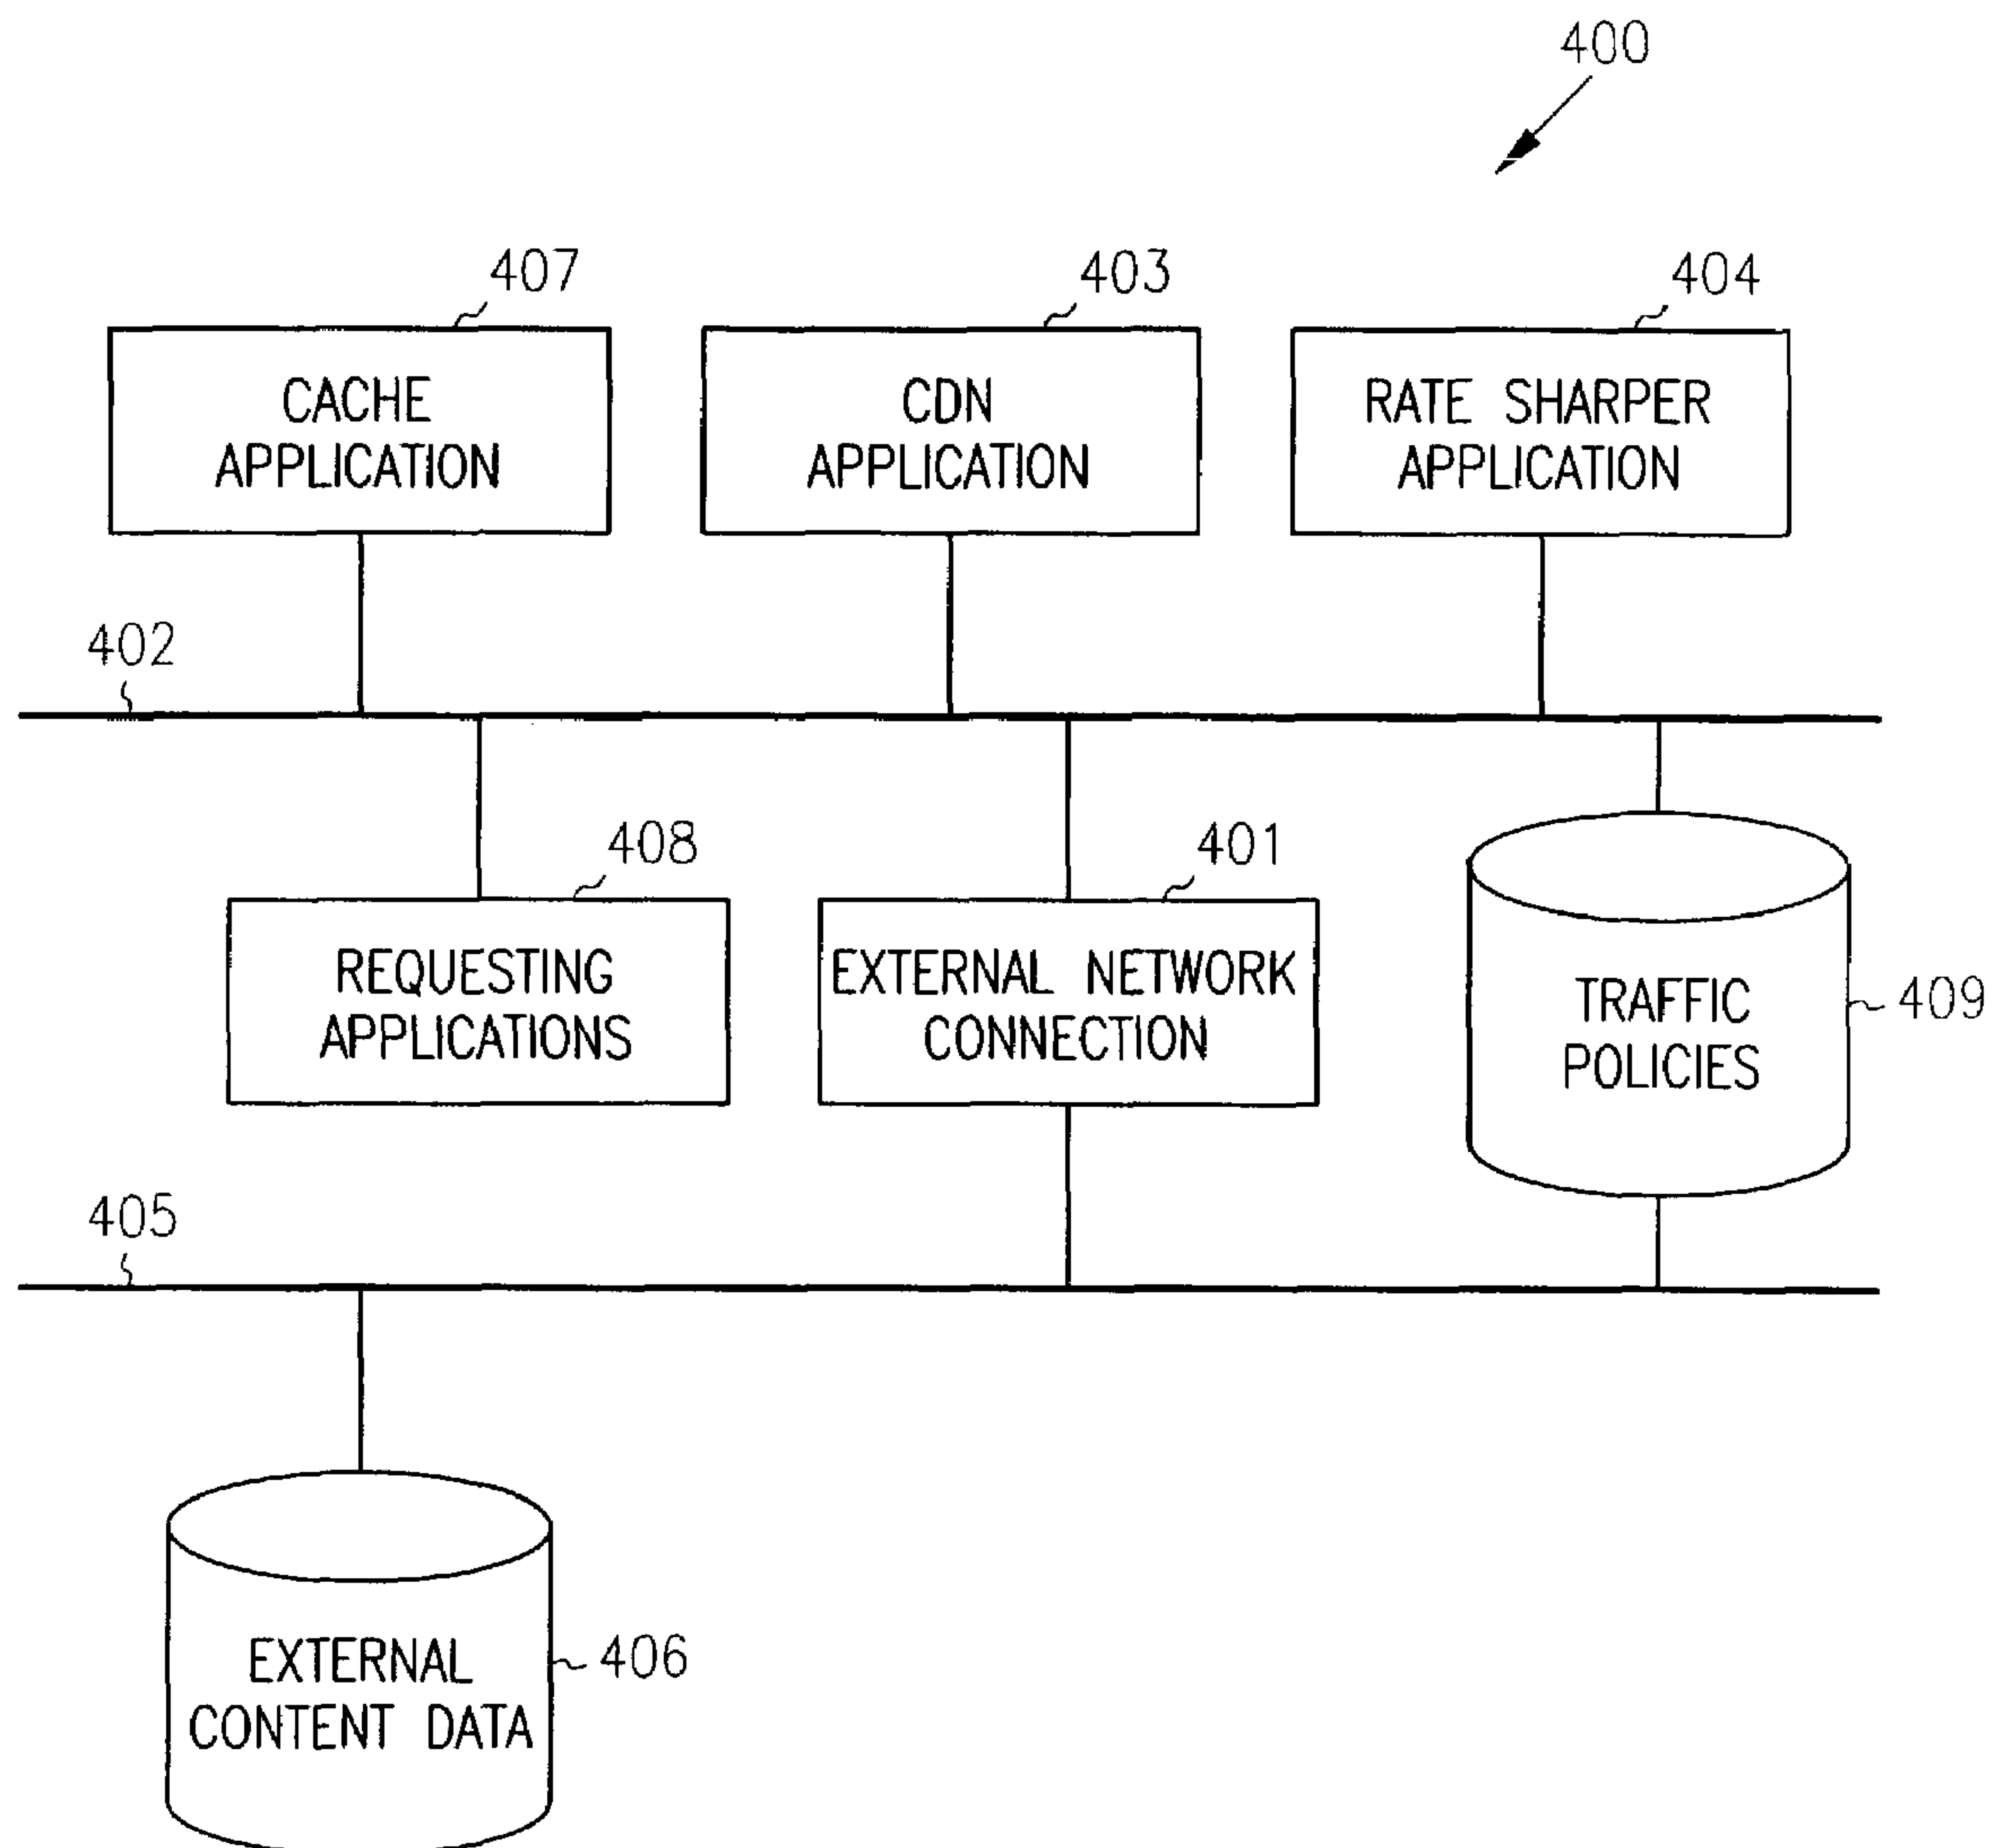 400
407
403
404
CACHE
APPLICATION
CDN
APPLICATION
RATE SHARPER
APPLICATION
402
408
401
REQUESTING
APPLICATIONS
EXTERNAL NETWORK
CONNECTION
TRAFFIC
POLICIES
409
405
EXTERNAL
CONTENT DATA
406